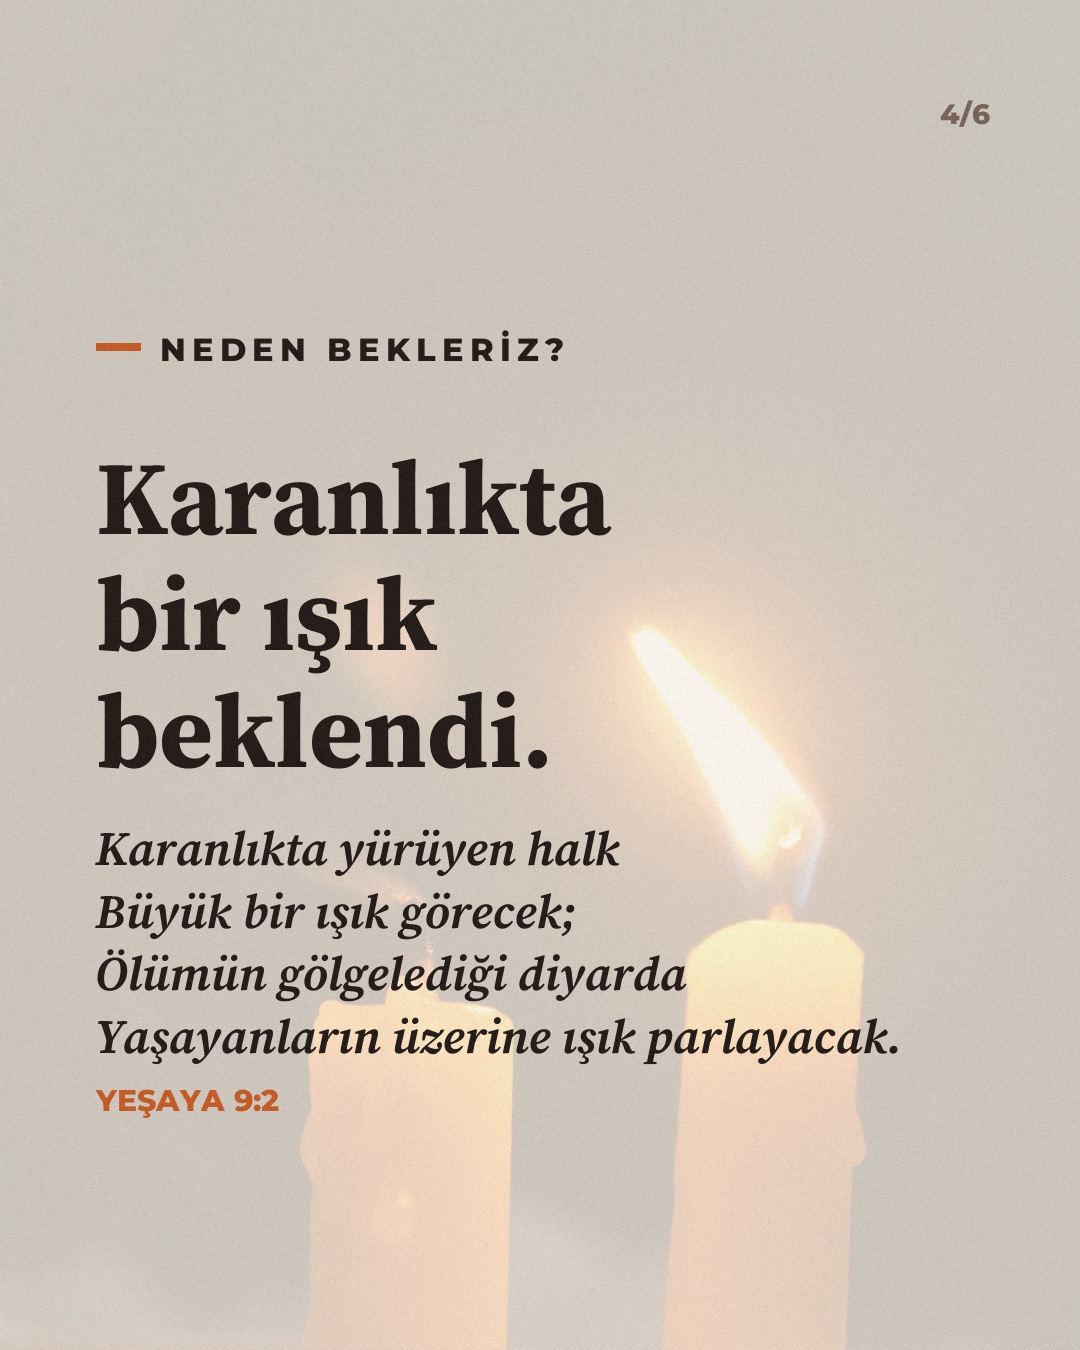 4/6
NEDEN BEKLERİZ?
Karanlıkta
bir ışık
beklendi.
Karanlıkta yürüyen halk
Büyük bir ışık görecek;
Ölümün gölgelediği diyarda
Yaşayanların üzerine ışık parlayacak.
YEŞAYA 9:2